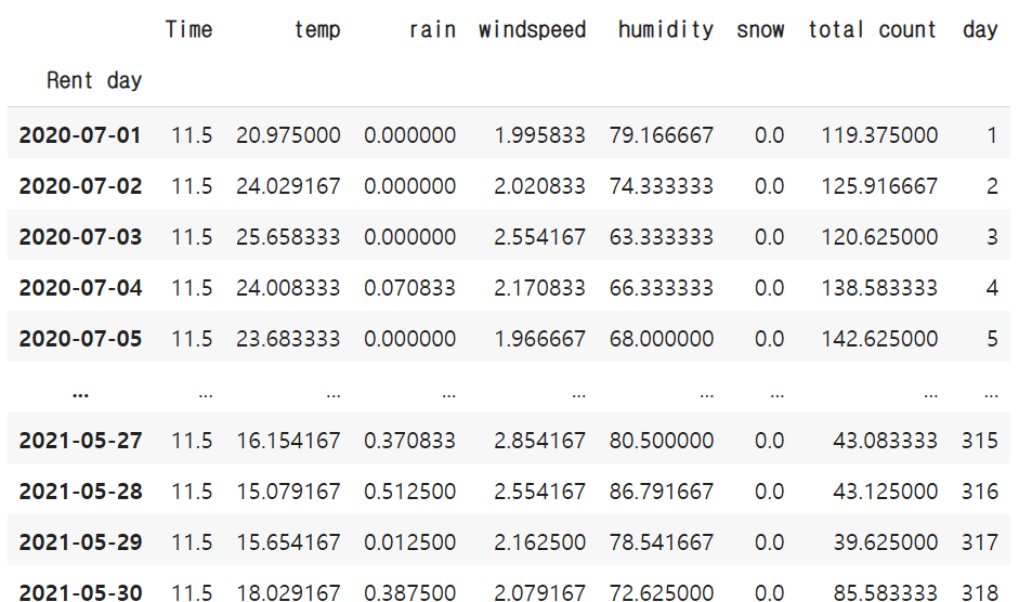 Time temp rain windspeed humidity snow total count day
Rent day
2020-07-01 11.5 20.975000 0.000000 1.995833 79.166667 0.0 119.375000 1
2020-07-02 11.5 24.029167 0.000000 2.020833 74.333333 0.0 125.916667 2
2020-07-03 11.5 25.658333 0.000000 2.554167 63.333333 0.0 120.625000 3
2020-07-04 11.5 24.008333 0.070833 2.170833 66.333333 0.0 138.583333 4
2020-07-05 11.5 23.683333 0.000000 1.966667 68.000000 0.0 142.625000 5
... ... ... ... ... ... ... ... ...
2021-05-27 11.5 16.154167 0.370833 2.854167 80.500000 0.0 43.083333 315
2021-05-28 11.5 15.079167 0.512500 2.554167 86.791667 0.0 43.125000 316
2021-05-29 11.5 15.654167 0.012500 2.162500 78.541667 0.0 39.625000 317
2021-05-30 11.5 18.029167 0.387500 2.079167 72.625000 0.0 85.583333 318